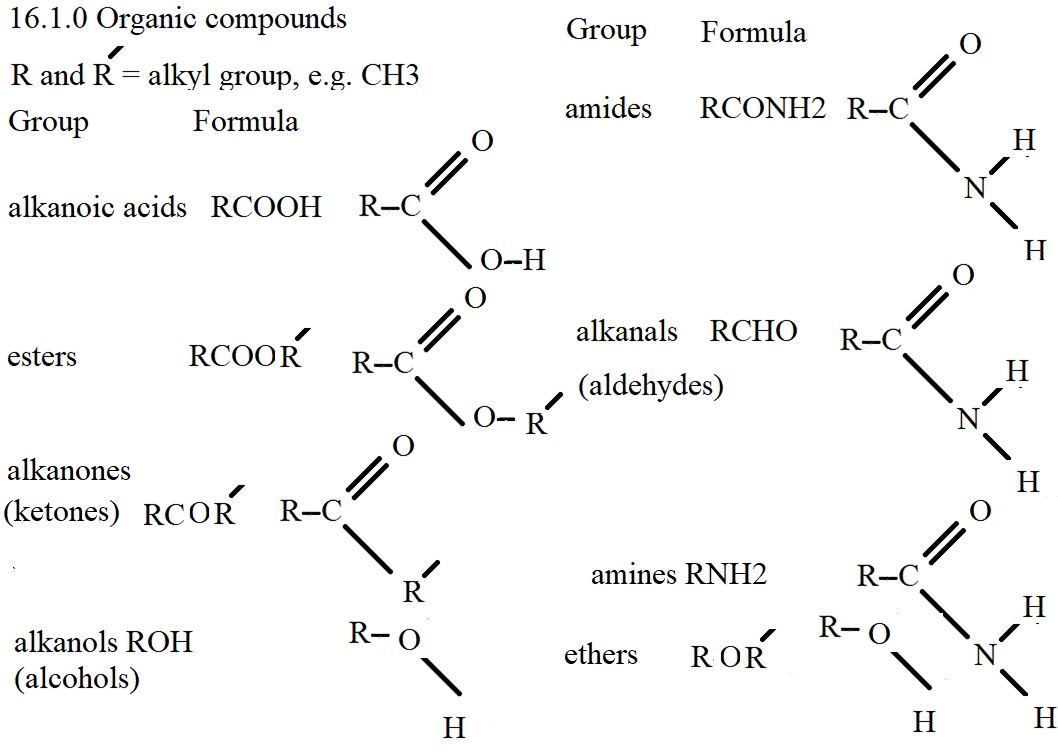 16.1.0 Organic compounds
R and R′ = alkyl group, e.g. CH3
Group Formula
alkanoic acids RCOOH R–C O O–H
esters RCOOR′ R–C O O–R′
alkanones
(ketones) RCOR′ R–C O R′
alkanols ROH R–O H
(alcohols)
Group Formula
amides RCONH2 R–C O N H H
alkanals RCHO R–C O N H H
(aldehydes)
amines RNH2 R–C O N H H
ethers ROR′ R–O H